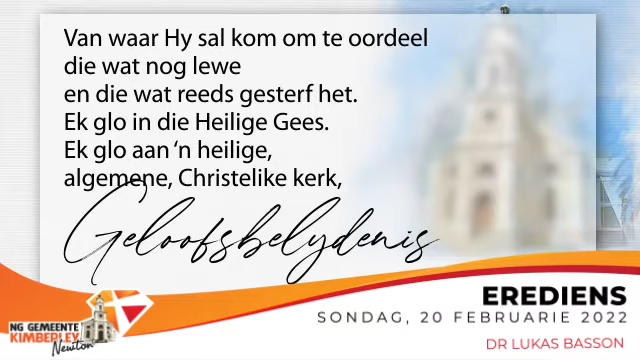 Van waar Hy sal kom om te oordeel
die wat nog lewe
en die wat reeds gesterf het.
Ek glo in die Heilige Gees.
Ek glo aan ‘n heilige,
algemene, Christelike kerk,
Geloofsbelydenis
EREDIENS
SONDAG, 20 FEBRUARIE 2022
DR LUKAS BASSON
NG GEMEENTE
KIMBERLEY
Newton